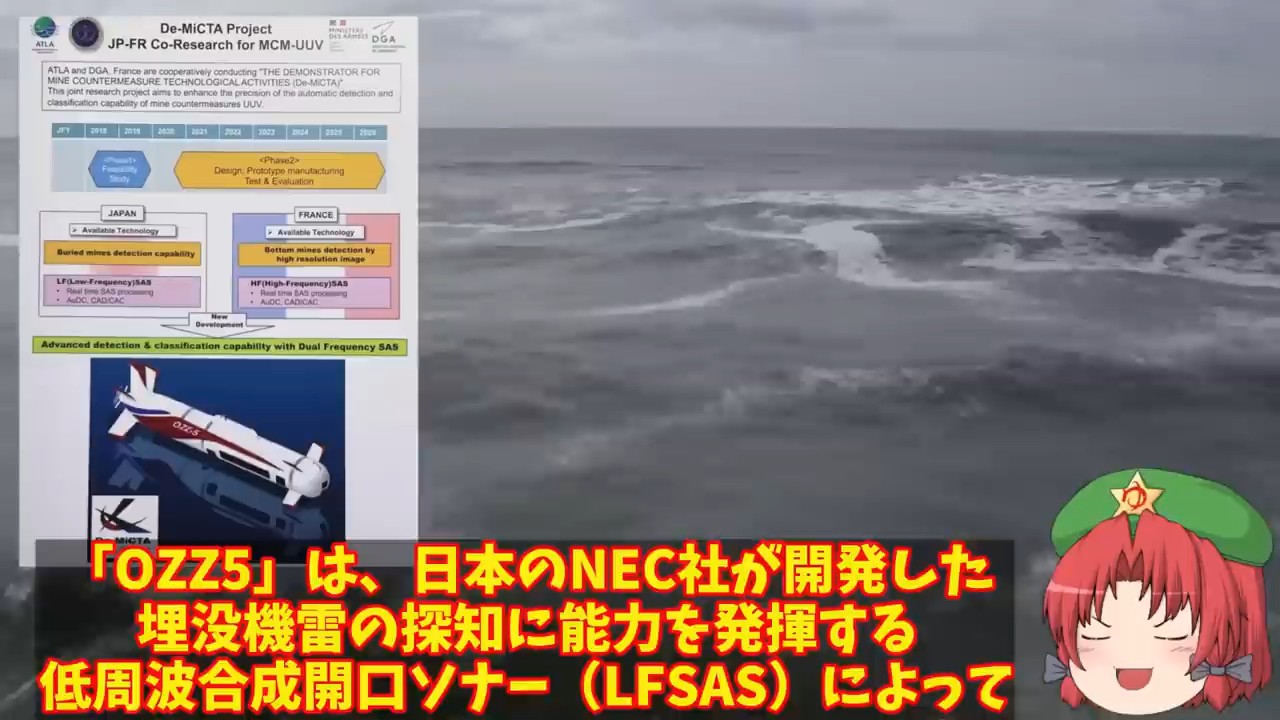 De-MiCTA Project
JP-FR Co-Research for MCM-UUV
ATLA
MINISTÈRE
DES ARMÉES
DGA
ATLA and DGA, France are cooperatively conducting "THE DEMONSTRATOR FOR
MINE COUNTERMEASURE TECHNOLOGICAL ACTIVITIES (De-MiCTA)"
This joint research project aims to enhance the precision of the automatic detection and
classification capability of mine countermeasures UUV.
JFY 2018 2019 2020 2021 2022 2023 2024 2025 2026
<Phase1>
Feasibility
Study
<Phase2>
Design, Prototype manufacturing
Test & Evaluation
JAPAN
➢ Available Technology
Buried mines detection capability
LF(Low-Frequency)SAS
• Real time SAS processing
• AuDC, CAD/CAC
FRANCE
➢ Available Technology
Bottom mines detection by
high resolution image
HF(High-Frequency)SAS
• Real time SAS processing
• AuDC, CAD/CAC
New
Development
Advanced detection & classification capability with Dual Frequency SAS
OZZ-5
De-MiCTA
「OZZ5」は、日本のNEC社が開発した
埋没機雷の探知に能力を発揮する
低周波合成開口ソナー（LFSAS）によって